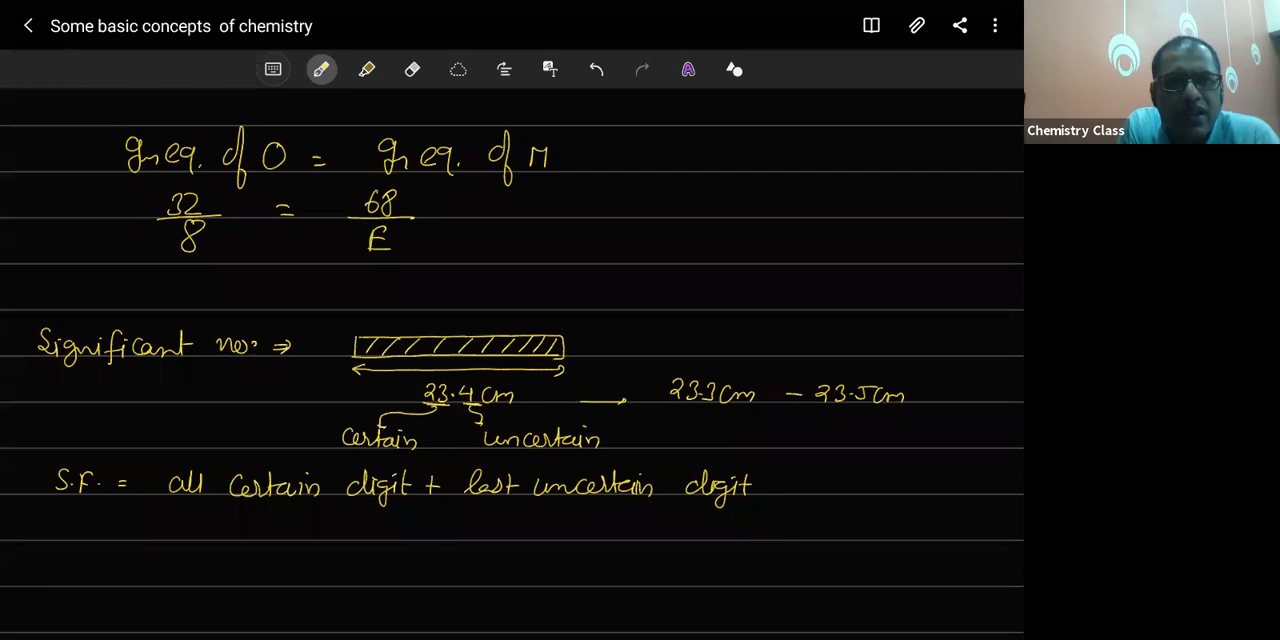 Some basic concepts of chemistry
Chemistry Class
gr eq. of O = gr eq. of M
32/8 = 68/E
Significant no. ⇒
23.4 cm → 23.3 cm – 23.5 cm
certain uncertain
S.F. = all certain digit + last uncertain digit